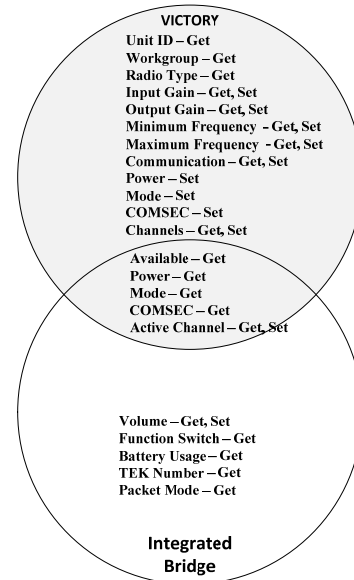 VICTORY
Unit ID – Get
Workgroup – Get
Radio Type – Get
Input Gain – Get, Set
Output Gain – Get, Set
Minimum Frequency - Get, Set
Maximum Frequency - Get, Set
Communication – Get, Set
Power – Set
Mode – Set
COMSEC – Set
Channels – Get, Set
Available – Get
Power – Get
Mode – Get
COMSEC – Get
Active Channel – Get, Set
Volume – Get, Set
Function Switch – Get
Battery Usage – Get
TEK Number – Get
Packet Mode – Get
Integrated
Bridge